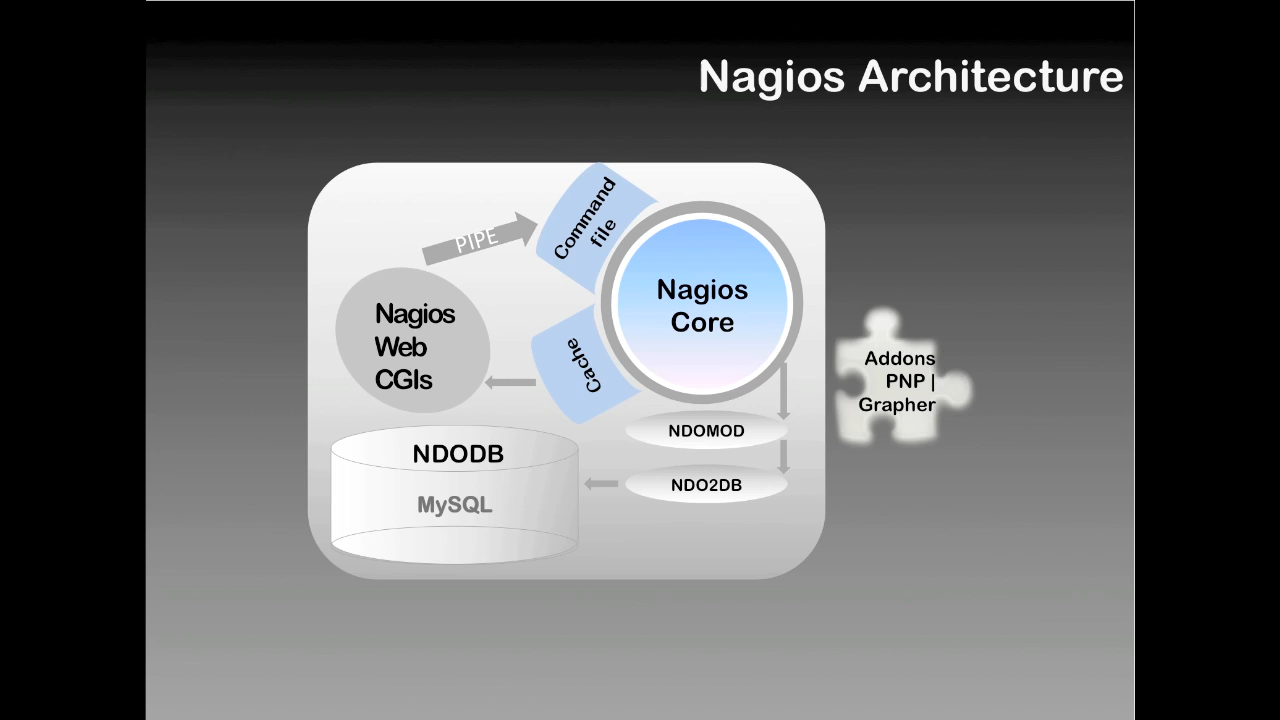 Nagios Architecture
Command
file
PIPE
Nagios
Core
Nagios
Web
CGIs
Cache
Addons
PNP |
Grapher
NDOMOD
NDODB
NDO2DB
MySQL